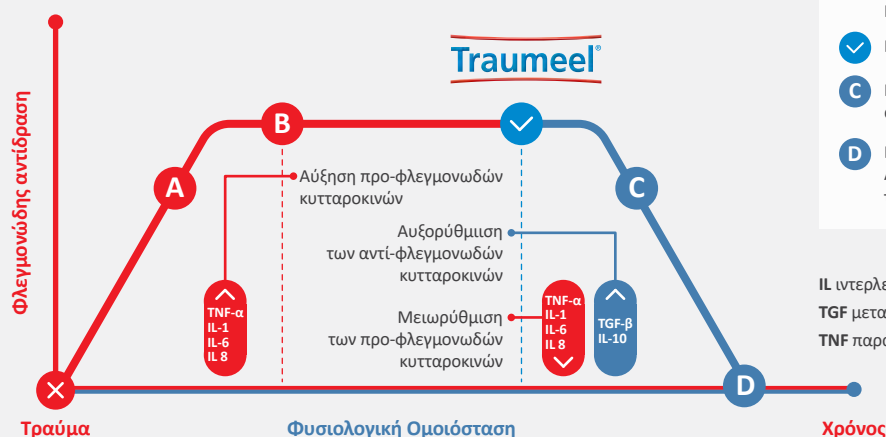 Traumeel®
Φλεγμονώδης αντίδραση
A
B
C
D
Αύξηση προ-φλεγμονωδών
κυτταροκινών
Αυξορύθμιιση
των αντί-φλεγμονωδών
κυτταροκινών
Μειωρύθμιση
των προ-φλεγμονωδών
κυτταροκινών
TNF-α
IL-1
IL-6
IL 8
TNF-α
IL-1
IL-6
IL 8
TGF-β
IL-10
Τραύμα
Φυσιολογική Ομοιόσταση
Χρόνος
C
D
IL ιντερλε
TGF μετα
TNF παρα